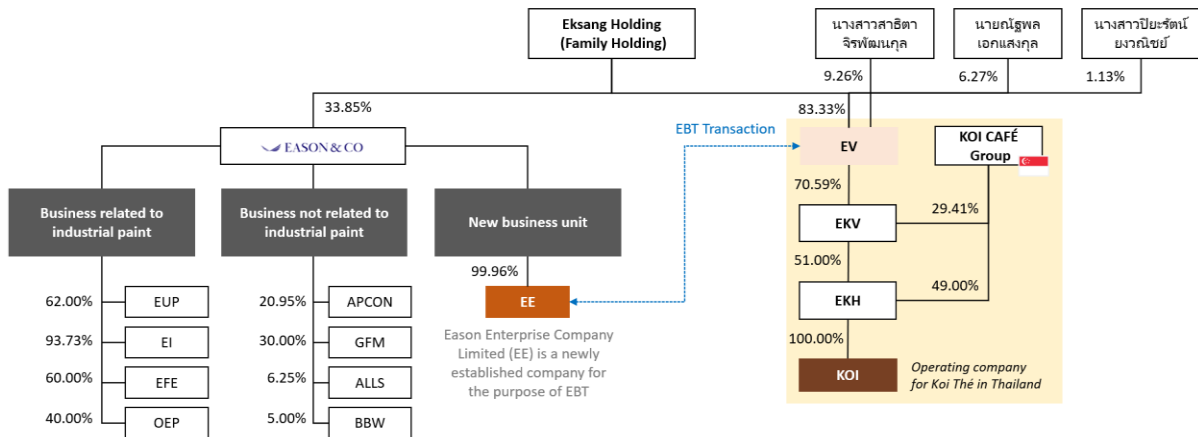 Eksang Holding
(Family Holding)
นางสาวสาธิตา
จิรพัฒนกุล
นายณัฐพล
เอกแสงกุล
นางสาวปิยะรัตน์
ยงวณิชย์
9.26%
6.27%
1.13%
33.85%
83.33%
EASON & CO
EBT Transaction
EV
KOI CAFÉ
Group
70.59%
Business related to
industrial paint
Business not related to
industrial paint
New business unit
29.41%
EKV
99.96%
51.00%
62.00%
EUP
20.95%
APCON
EE
EKH
49.00%
93.73%
EI
30.00%
GFM
Eason Enterprise Company
Limited (EE) is a newly
established company for
the purpose of EBT
100.00%
60.00%
EFE
6.25%
ALLS
KOI
Operating company
for Koi Thé in Thailand
40.00%
OEP
5.00%
BBW